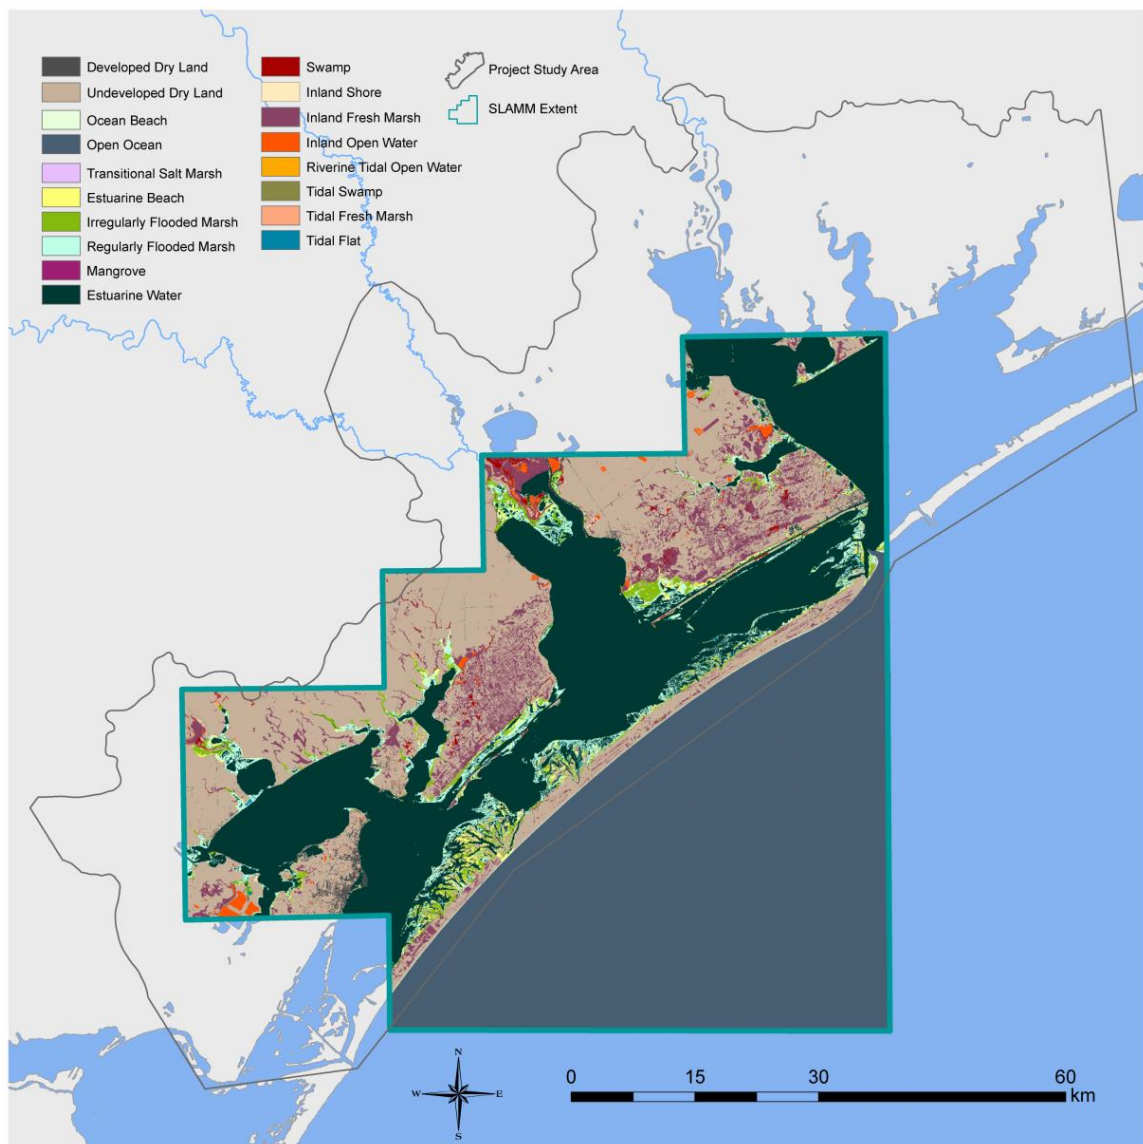 Developed Dry Land
Undeveloped Dry Land
Ocean Beach
Open Ocean
Transitional Salt Marsh
Estuarine Beach
Irregularly Flooded Marsh
Regularly Flooded Marsh
Mangrove
Estuarine Water
Swamp
Inland Shore
Inland Fresh Marsh
Inland Open Water
Riverine Tidal Open Water
Tidal Swamp
Tidal Fresh Marsh
Tidal Flat
Project Study Area
SLAMM Extent
N
W E
S
0 15 30 60
km